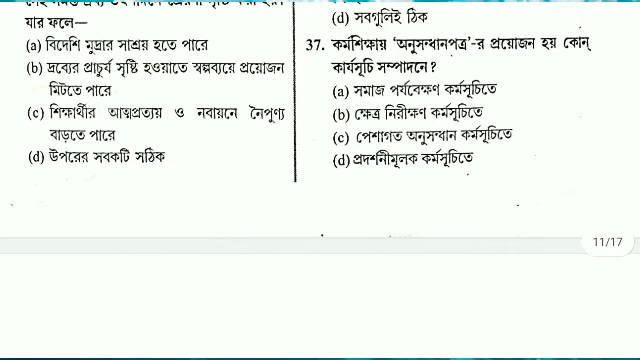 যার ফলে—
(a) বিদেশি মুদ্রার সাশ্রয় হতে পারে
(b) দ্রব্যের প্রাচুর্য সৃষ্টি হওয়াতে স্বল্পব্যয়ে প্রয়োজন
মিটতে পারে
(c) শিক্ষার্থীর আত্মপ্রত্যয় ও নবায়নে নৈপুণ্য
বাড়তে পারে
(d) উপরের সবকটি সঠিক
(d) সবগুলিই ঠিক
37. কর্মশিক্ষায় 'অনুসন্ধানপত্র'-র প্রয়োজন হয় কোন্
কার্যসূচি সম্পাদনে?
(a) সমাজ পর্যবেক্ষণ কর্মসূচিতে
(b) ক্ষেত্র নিরীক্ষণ কর্মসূচিতে
(c) পেশাগত অনুসন্ধান কর্মসূচিতে
(d) প্রদর্শনীমূলক কর্মসূচিতে
11/17